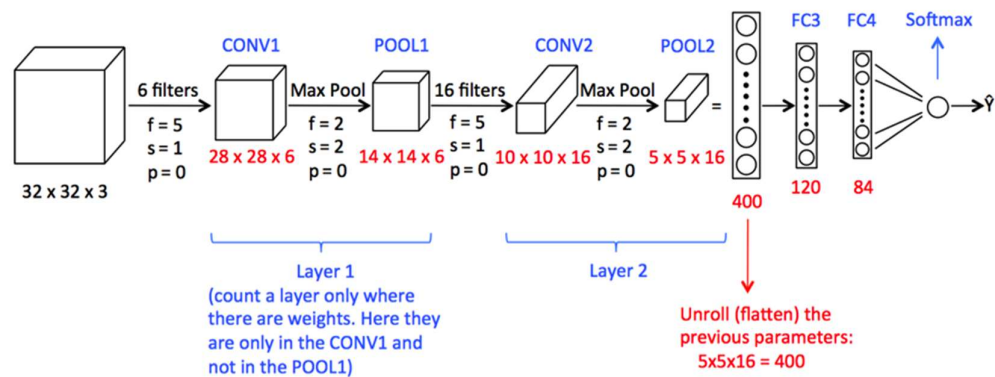 FC3 FC4 Softmax
CONV1 POOL1 CONV2 POOL2
6 filters Max Pool 16 filters Max Pool =
f = 5 f = 2 f = 5 f = 2
s = 1 s = 2 s = 1 s = 2
p = 0 p = 0 p = 0 p = 0
Ŷ
32 x 32 x 3 28 x 28 x 6 14 x 14 x 6 10 x 10 x 16 5 x 5 x 16
400 120 84
Layer 1
(count a layer only where
there are weights. Here they
are only in the CONV1 and
not in the POOL1)
Layer 2
Unroll (flatten) the
previous parameters:
5x5x16 = 400